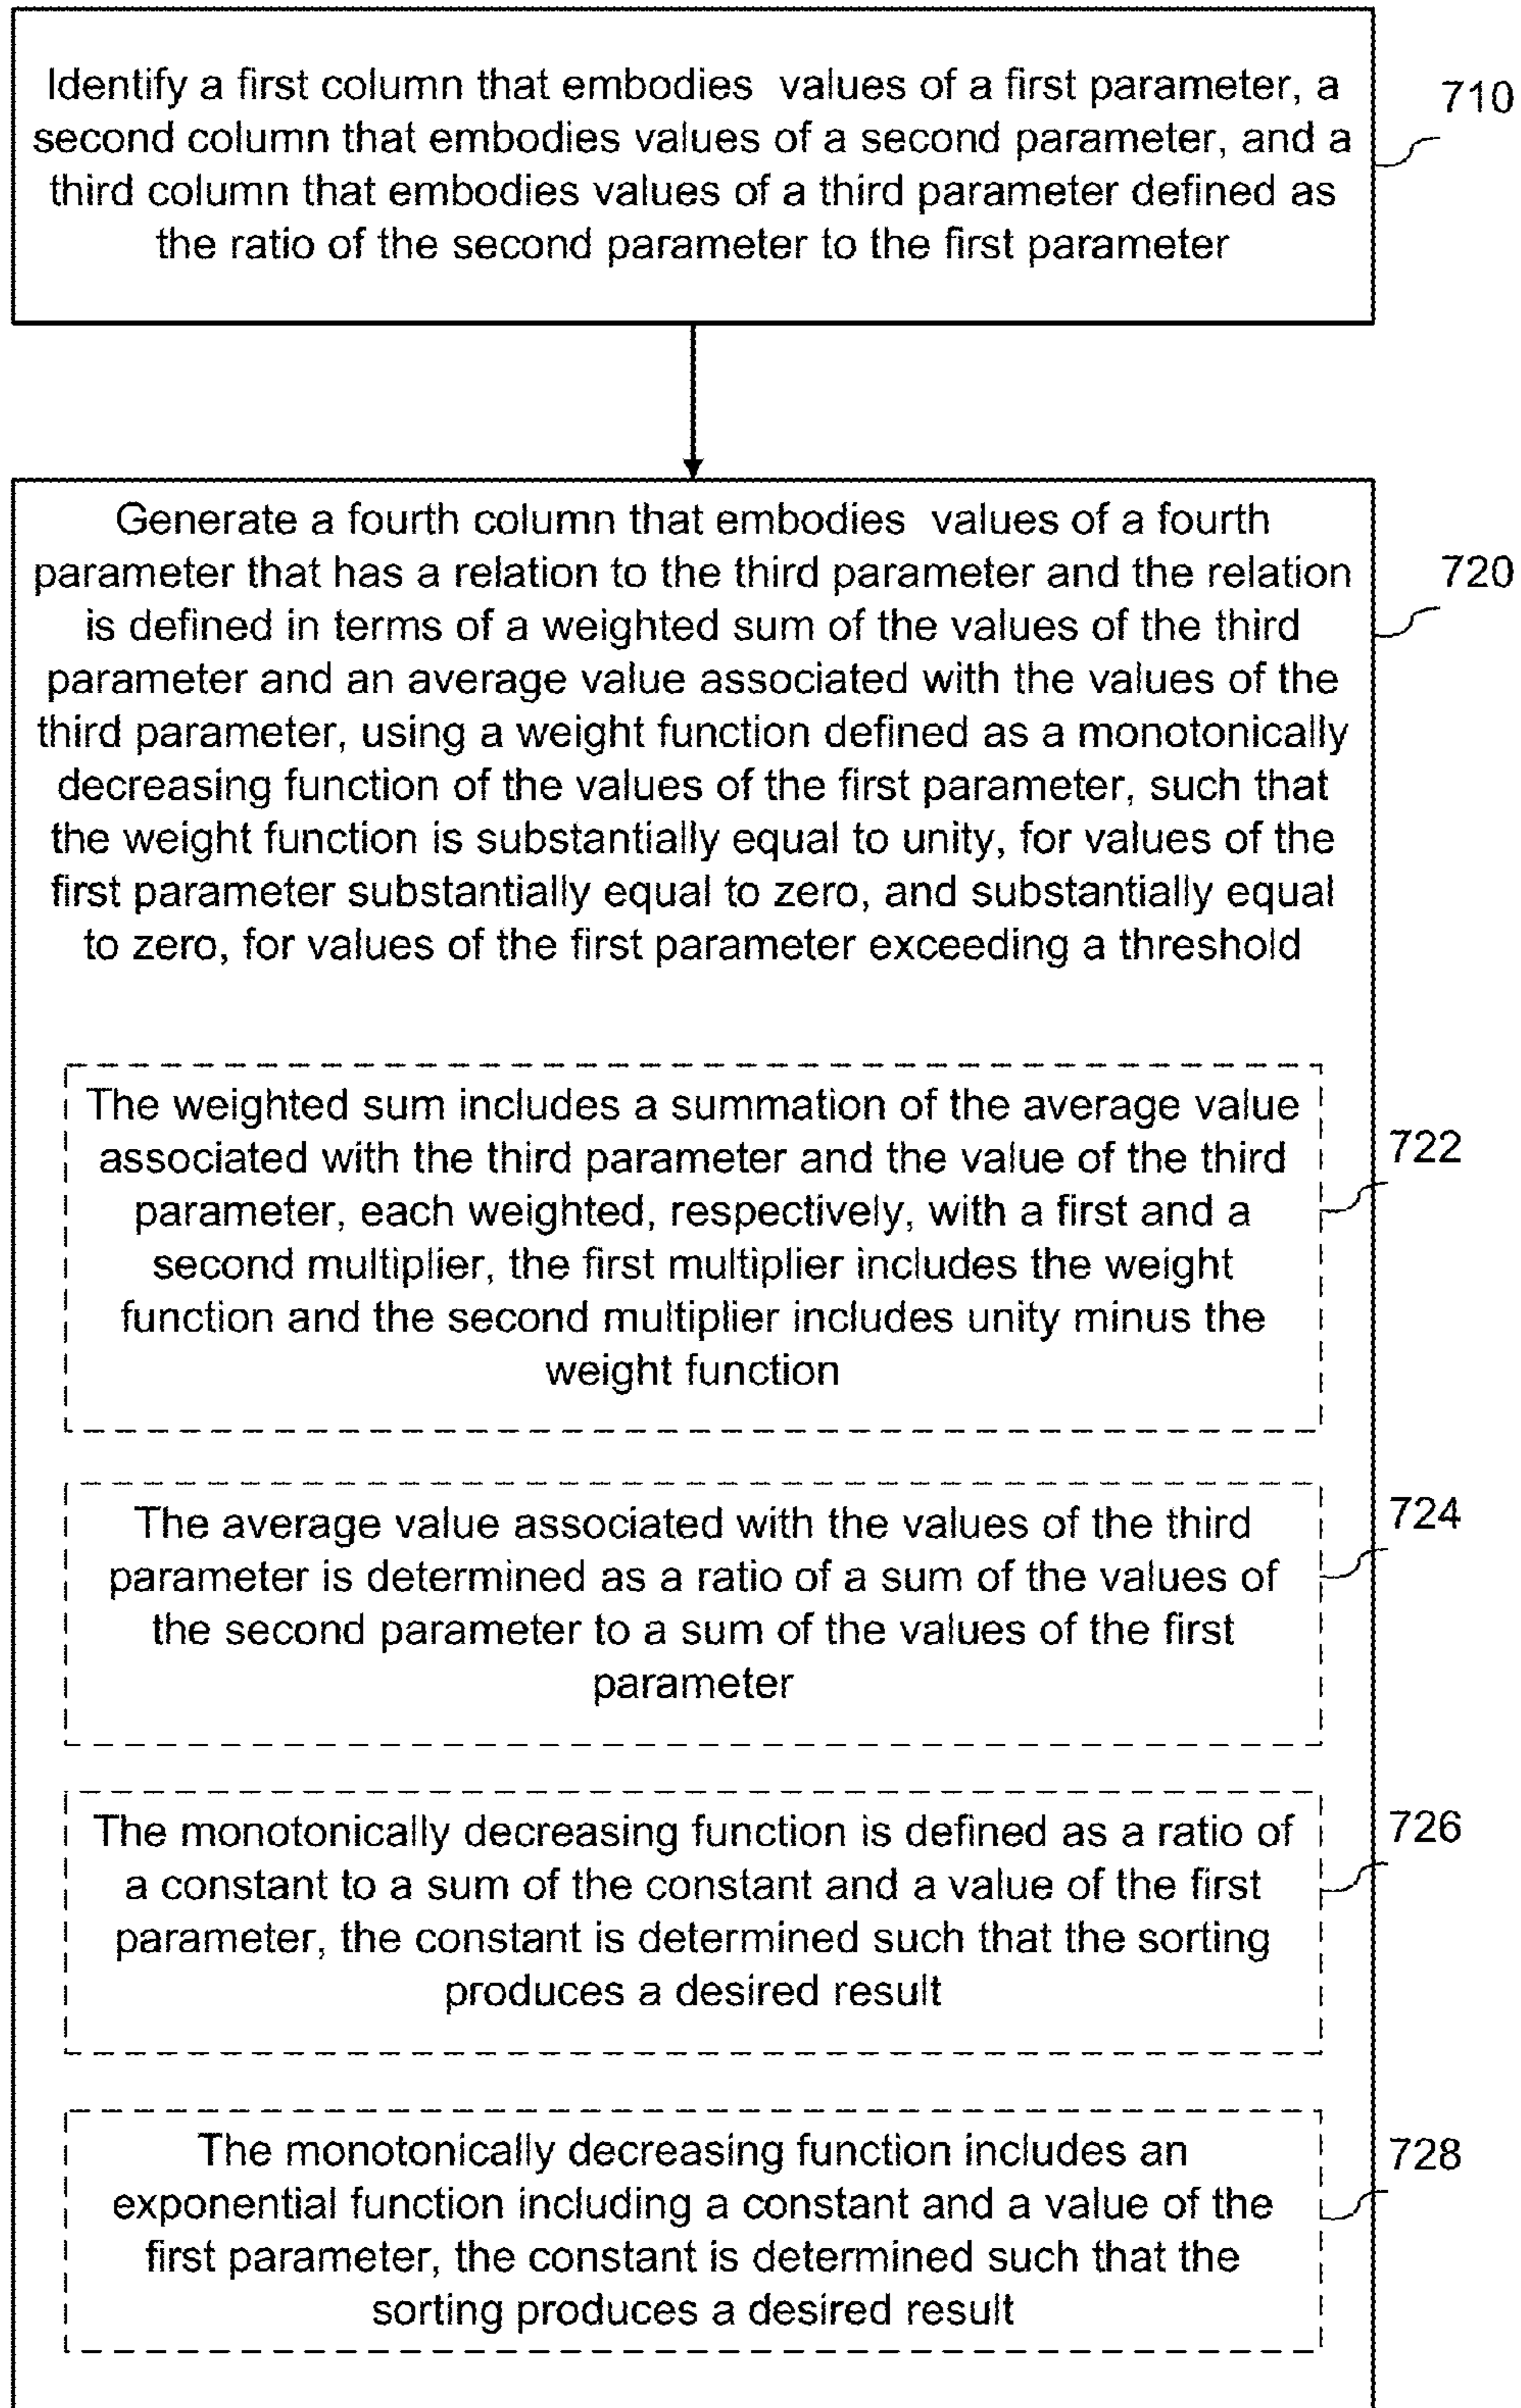 Identify a first column that embodies values of a first parameter, a
second column that embodies values of a second parameter, and a
third column that embodies values of a third parameter defined as
the ratio of the second parameter to the first parameter
710
Generate a fourth column that embodies values of a fourth
parameter that has a relation to the third parameter and the relation
is defined in terms of a weighted sum of the values of the third
parameter and an average value associated with the values of the
third parameter, using a weight function defined as a monotonically
decreasing function of the values of the first parameter, such that
the weight function is substantially equal to unity, for values of the
first parameter substantially equal to zero, and substantially equal
to zero, for values of the first parameter exceeding a threshold
720
The weighted sum includes a summation of the average value
associated with the third parameter and the value of the third
parameter, each weighted, respectively, with a first and a
second multiplier, the first multiplier includes the weight
function and the second multiplier includes unity minus the
weight function
722
The average value associated with the values of the third
parameter is determined as a ratio of a sum of the values of
the second parameter to a sum of the values of the first
parameter
724
The monotonically decreasing function is defined as a ratio of
a constant to a sum of the constant and a value of the first
parameter, the constant is determined such that the sorting
produces a desired result
726
The monotonically decreasing function includes an
exponential function including a constant and a value of the
first parameter, the constant is determined such that the
sorting produces a desired result
728